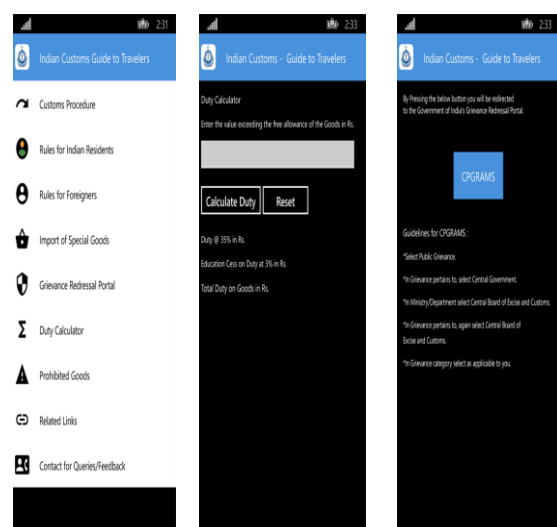 2:31
Indian Customs Guide to Travelers
Customs Procedure
Rules for Indian Residents
Rules for Foreigners
Import of Special Goods
Grievance Redressal Portal
Duty Calculator
Prohibited Goods
Related Links
Contact for Queries/Feedback
2:33
Indian Customs - Guide to Travelers
Duty Calculator
Enter the value exceeding the free allowance of the Goods in Rs.
Calculate Duty Reset
Duty @ 35% in Rs.
Education Cess on Duty at 3% in Rs.
Total Duty on Goods in Rs.
2:33
Indian Customs - Guide to Travelers
By Pressing the below button you will be redirected
to the Government of India's Grievance Redressal Portal.
CPGRAMS
Guidelines for CPGRAMS :
*Select Public Grievance.
*In Grievance pertains to, select Central Government.
*In Ministry/Department select Central Board of Excise and Customs.
*In Grievance pertains to, again select Central Board of
Excise and Customs.
*In Grievance category select as applicable to you.